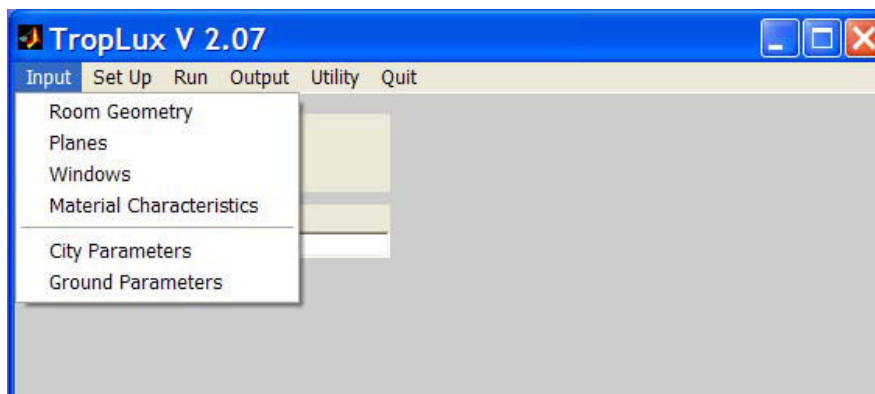 TropLux V 2.07
Input Set Up Run Output Utility Quit
Room Geometry
Planes
Windows
Material Characteristics
City Parameters
Ground Parameters